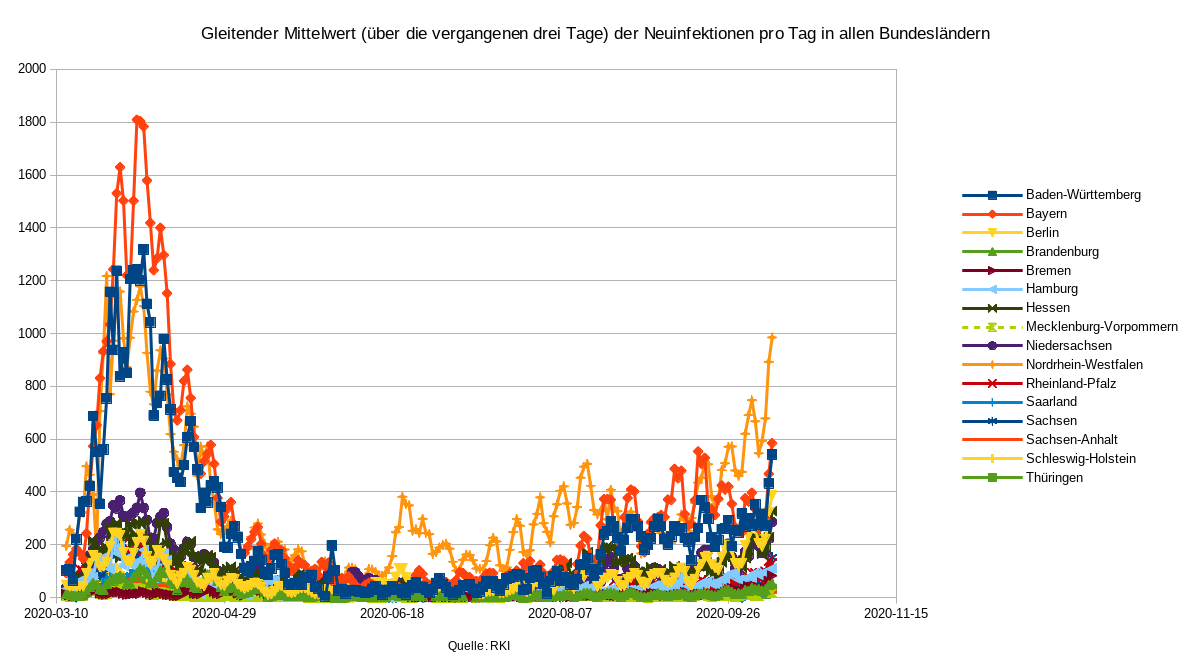 Gleitender Mittelwert (über die vergangenen drei Tage) der Neuinfektionen pro Tag in allen Bundesländern
2000
1800
1600
1400
1200
1000
800
600
400
200
0
2020-03-10
2020-04-29
2020-06-18
2020-08-07
2020-09-26
2020-11-15
Quelle: RKI
Baden-Württemberg
Bayern
Berlin
Brandenburg
Bremen
Hamburg
Hessen
Mecklenburg-Vorpommern
Niedersachsen
Nordrhein-Westfalen
Rheinland-Pfalz
Saarland
Sachsen
Sachsen-Anhalt
Schleswig-Holstein
Thüringen